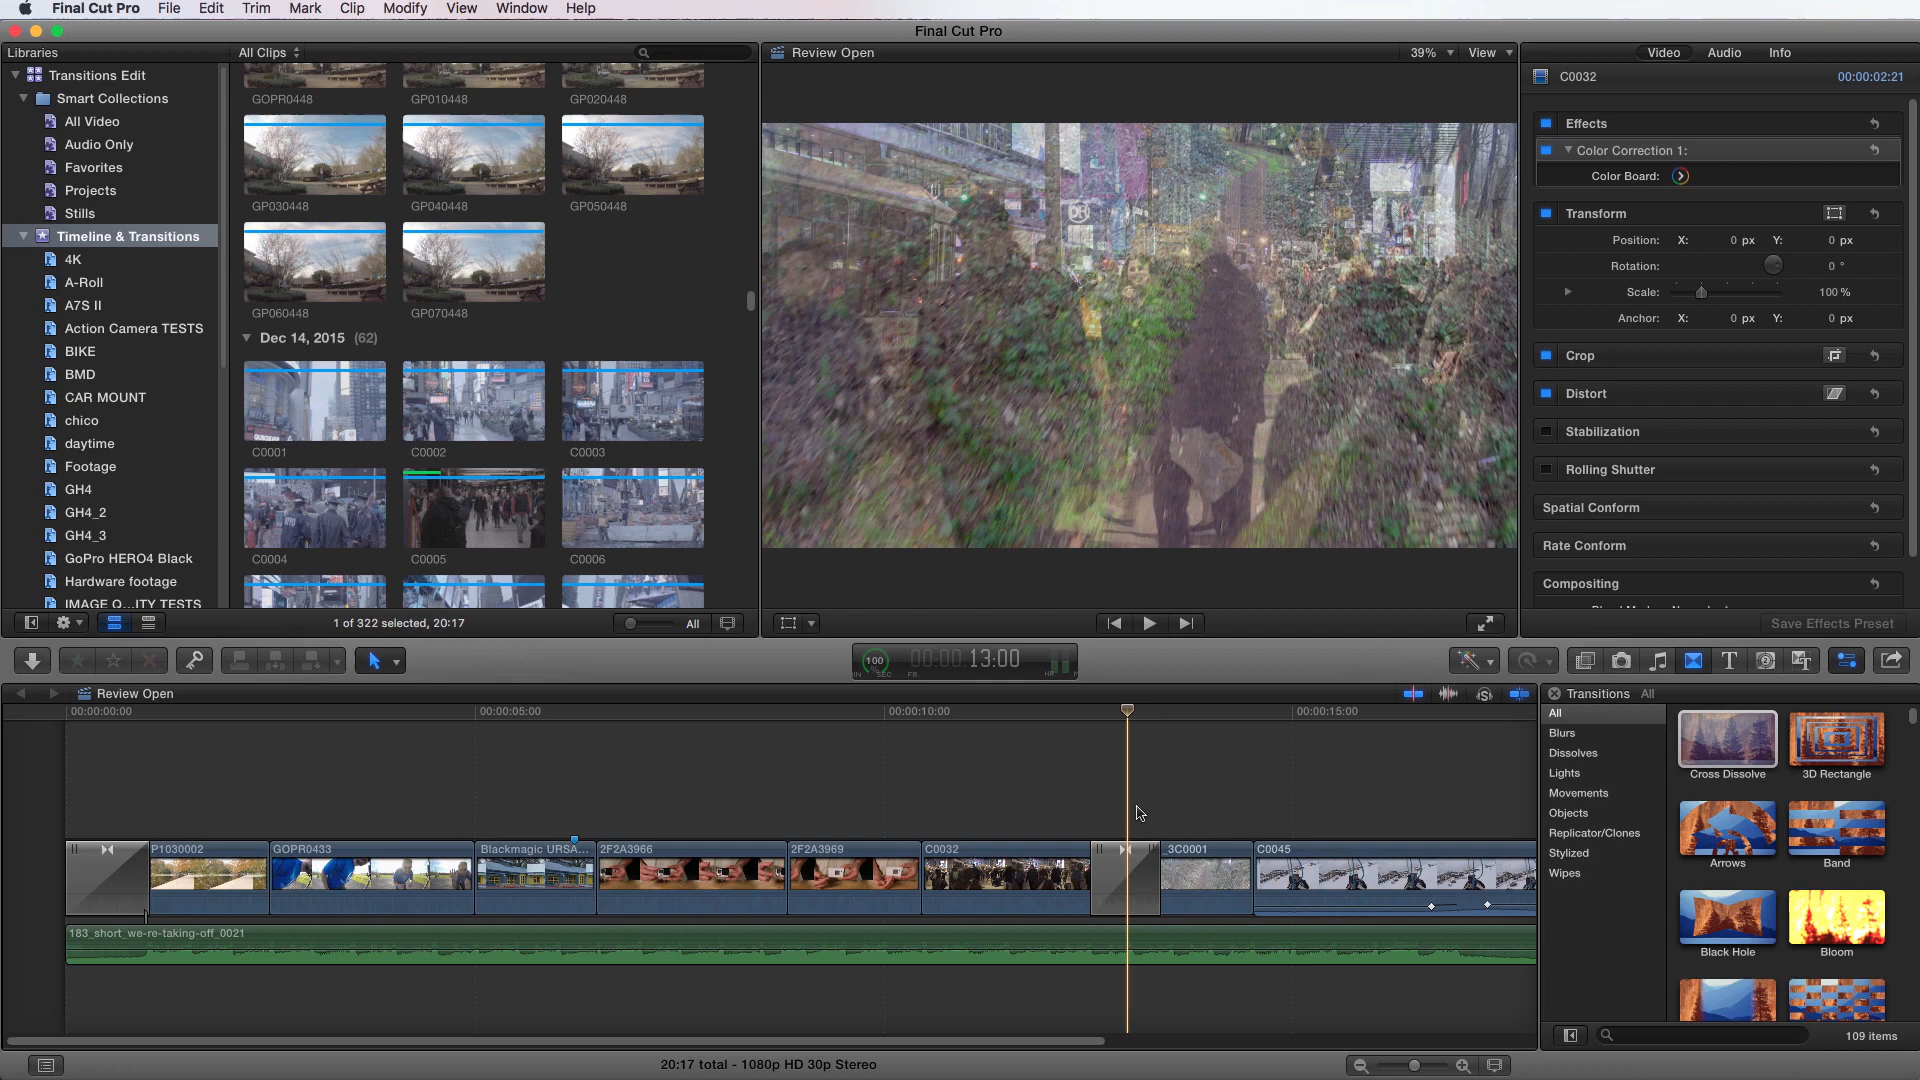 Final Cut Pro File Edit Trim Mark Clip Modify View Window Help
Final Cut Pro
Libraries
Transitions Edit
Smart Collections
All Video
Audio Only
Favorites
Projects
Stills
Timeline & Transitions
4K
A-Roll
A7S II
Action Camera TESTS
BIKE
BMD
CAR MOUNT
chico
daytime
Footage
GH4
GH4_2
GH4_3
GoPro HERO4 Black
Hardware footage
IMAGE Q...ITY TESTS
All Clips
GOPR0448 GP010448 GP020448
GP030448 GP040448 GP050448
GP060448 GP070448
Dec 14, 2015 (62)
C0001 C0002 C0003
C0004 C0005 C0006
1 of 322 selected, 20:17
All
Review Open
39% View
Video Audio Info
C0032 00:00:02:21
Effects
Color Correction 1:
Color Board:
Transform
Position: X: 0 px Y: 0 px
Rotation: 0 °
Scale: 100 %
Anchor: X: 0 px Y: 0 px
Crop
Distort
Stabilization
Rolling Shutter
Spatial Conform
Rate Conform
Compositing
Save Effects Preset
100 % 00:00:13:00
Review Open
00:00:00:00 00:00:05:00 00:00:10:00 00:00:15:00
P1030002 GOPR0433 Blackmagic URSA... 2F2A3966 2F2A3969 C0032 _3C0001 C0045
183_short_we-re-taking-off_0021
20:17 total - 1080p HD 30p Stereo
Transitions All
All
Blurs
Dissolves
Lights
Movements
Objects
Replicator/Clones
Stylized
Wipes
Cross Dissolve 3D Rectangle
Arrows Band
Black Hole Bloom
109 items